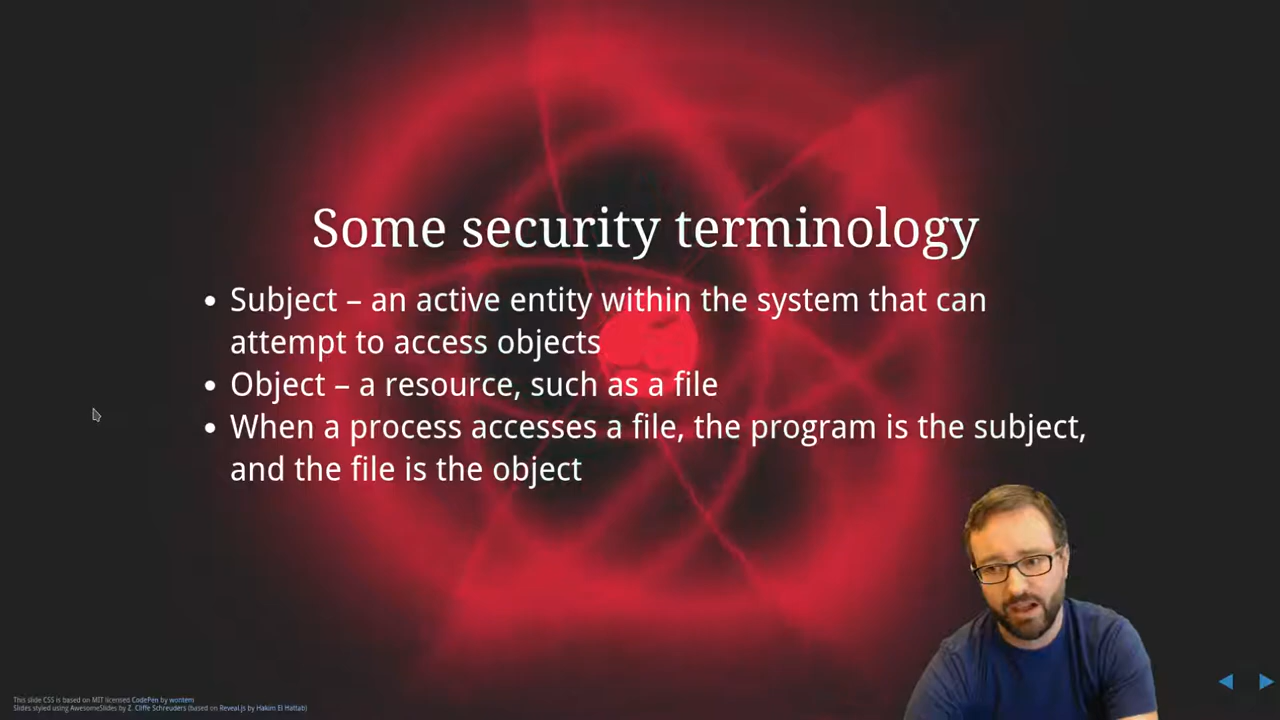 Some security terminology
• Subject – an active entity within the system that can
attempt to access objects
• Object – a resource, such as a file
• When a process accesses a file, the program is the subject,
and the file is the object
This slide CSS is based on MIT licensed CodePen by wontem
Slides styled using AwesomeSlides by Z. Cliffe Schreuders (based on Reveal.js by Hakim El Hattab)